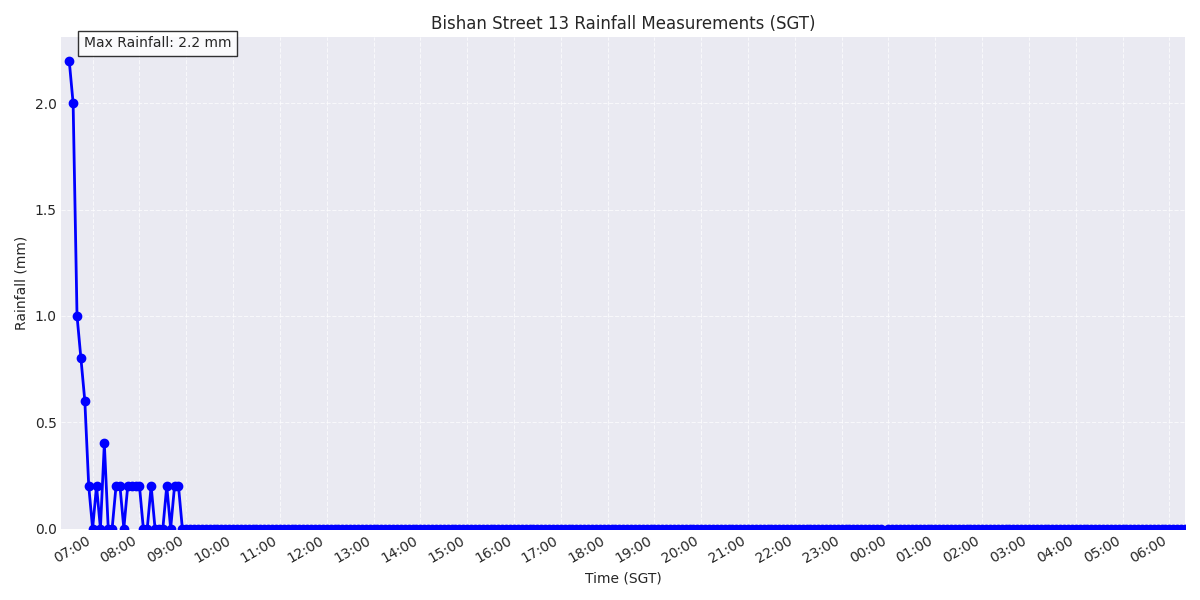 Bishan Street 13 Rainfall Measurements (SGT)
Max Rainfall: 2.2 mm
Rainfall (mm)
2.0
1.5
1.0
0.5
0.0
07:00 08:00 09:00 10:00 11:00 12:00 13:00 14:00 15:00 16:00 17:00 18:00 19:00 20:00 21:00 22:00 23:00 00:00 01:00 02:00 03:00 04:00 05:00 06:00
Time (SGT)